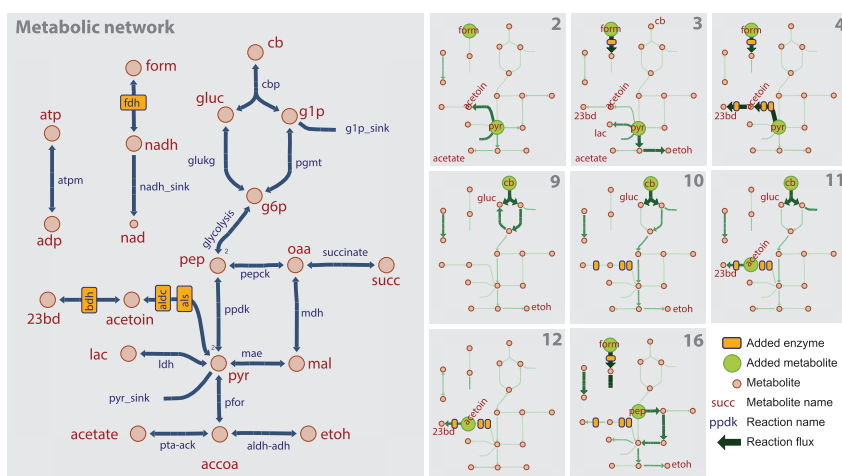 Metabolic network
form
cb
cbp
fdh
gluc
g1p
g1p_sink
atp
nadh
glukg
pgmt
atpm
nadh_sink
g6p
adp
nad
glycolysis
2
pep
oaa
succinate
pepck
succ
23bd
bdh
acetoin
aldc
als
ppdk
mdh
lac
ldh
2
mae
pyr
mal
pyr_sink
pfor
acetate
pta-ack
accoa
aldh-adh
etoh
2
form
acetoin
pyr
acetate
3
form
cb
acetoin
23bd
lac
pyr
acetate
etoh
4
form
acetoin
23bd
pyr
9
cb
gluc
etoh
10
cb
gluc
etoh
11
cb
gluc
acetoin
23bd
12
acetoin
23bd
16
form
pep
etoh
Added enzyme
Added metabolite
Metabolite
succ Metabolite name
ppdk Reaction name
Reaction flux